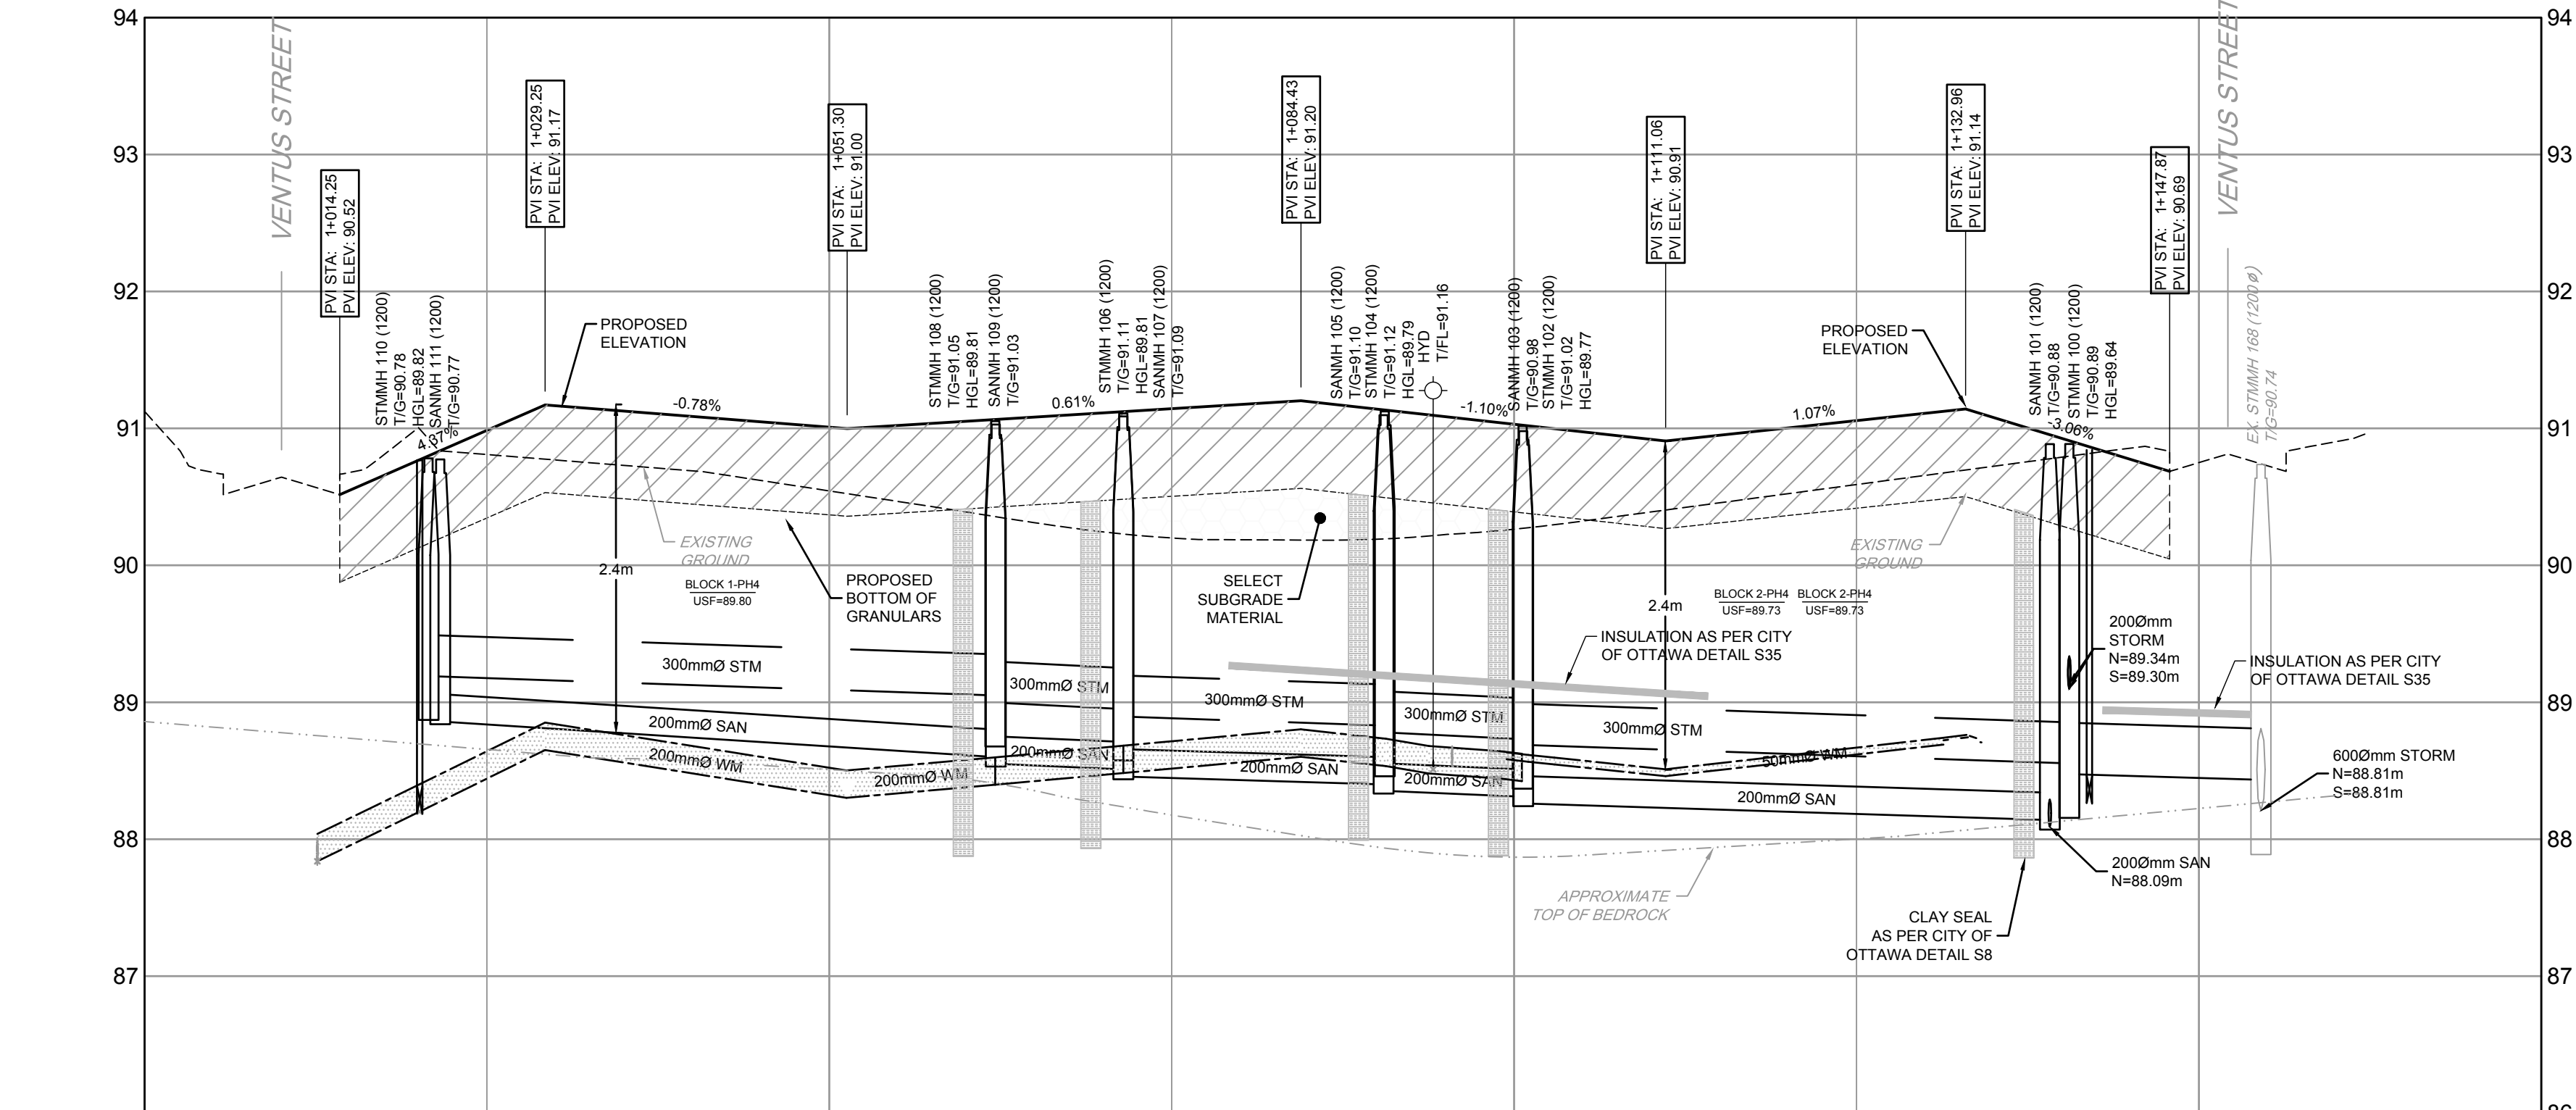 94
94
VENTUS STREET
VENTUS STREET
93
93
92
92
91
91
90
90
89
89
88
88
87
87
PVI STA: 1+014.25
PVI ELEV: 90.52
PVI STA: 1+029.25
PVI ELEV: 91.17
PVI STA: 1+051.30
PVI ELEV: 91.00
PVI STA: 1+084.43
PVI ELEV: 91.20
PVI STA: 1+111.06
PVI ELEV: 90.91
PVI STA: 1+132.96
PVI ELEV: 91.14
PVI STA: 1+147.87
PVI ELEV: 90.69
STMMH 110 (1200)
T/G=90.78
HGL=89.82
SANMH 111 (1200)
T/G=90.77
PROPOSED
ELEVATION
STMMH 108 (1200)
T/G=91.05
HGL=89.81
SANMH 109 (1200)
T/G=91.03
STMMH 106 (1200)
T/G=91.11
HGL=89.81
SANMH 107 (1200)
T/G=91.09
SANMH 105 (1200)
T/G=91.10
STMMH 104 (1200)
T/G=91.12
HGL=89.79
HYD
T/FL=91.16
SANMH 103 (1200)
T/G=90.98
STMMH 102 (1200)
T/G=91.02
HGL=89.77
PROPOSED
ELEVATION
SANMH 101 (1200)
T/G=90.88
STMMH 100 (1200)
T/G=90.89
HGL=89.64
EX. STMMH 168 (1200Ø)
T/G=90.74
4.37%
-0.78%
0.61%
-1.10%
1.07%
-3.06%
EXISTING
GROUND
2.4m
BLOCK 1-PH4
USF=89.80
PROPOSED
BOTTOM OF
GRANULARS
SELECT
SUBGRADE
MATERIAL
2.4m
BLOCK 2-PH4
USF=89.73
BLOCK 2-PH4
USF=89.73
INSULATION AS PER CITY
OF OTTAWA DETAIL S35
EXISTING
GROUND
200Ømm
STORM
N=89.34m
S=89.30m
INSULATION AS PER CITY
OF OTTAWA DETAIL S35
300mmØ STM
300mmØ STM
300mmØ STM
300mmØ STM
300mmØ STM
200mmØ SAN
200mmØ SAN
200mmØ SAN
200mmØ SAN
200mmØ SAN
200mmØ WM
200mmØ WM
50mmØ WM
600Ømm STORM
N=88.81m
S=88.81m
200Ømm SAN
N=88.09m
APPROXIMATE
TOP OF BEDROCK
CLAY SEAL
AS PER CITY OF
OTTAWA DETAIL S8